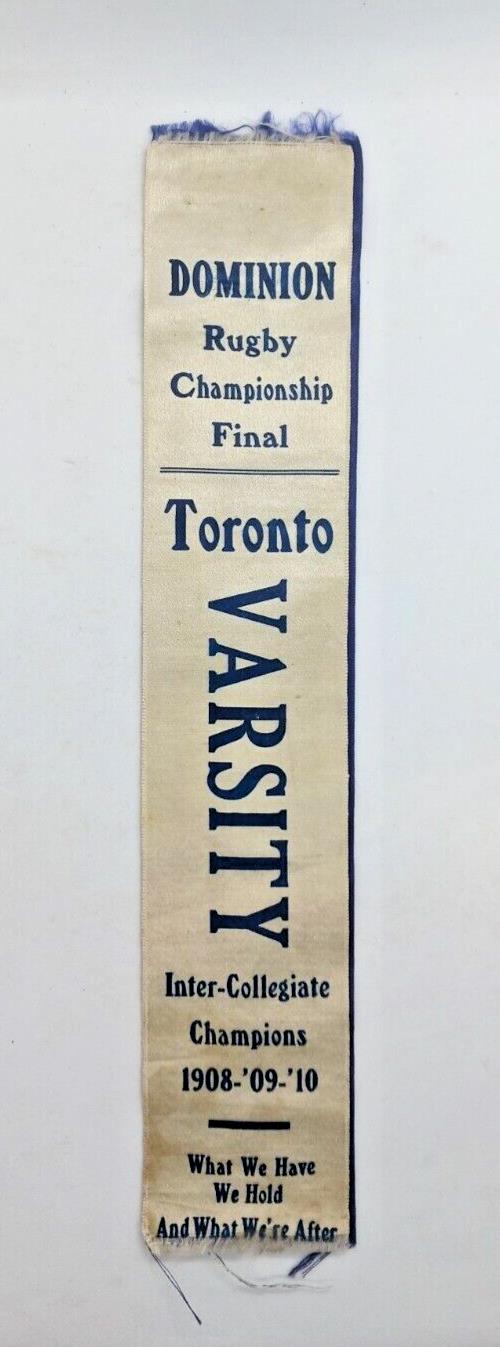 DOMINION
Rugby
Championship
Final
Toronto
VARSITY
Inter-Collegiate
Champions
1908-'09-'10
What We Have
We Hold
And What We're After